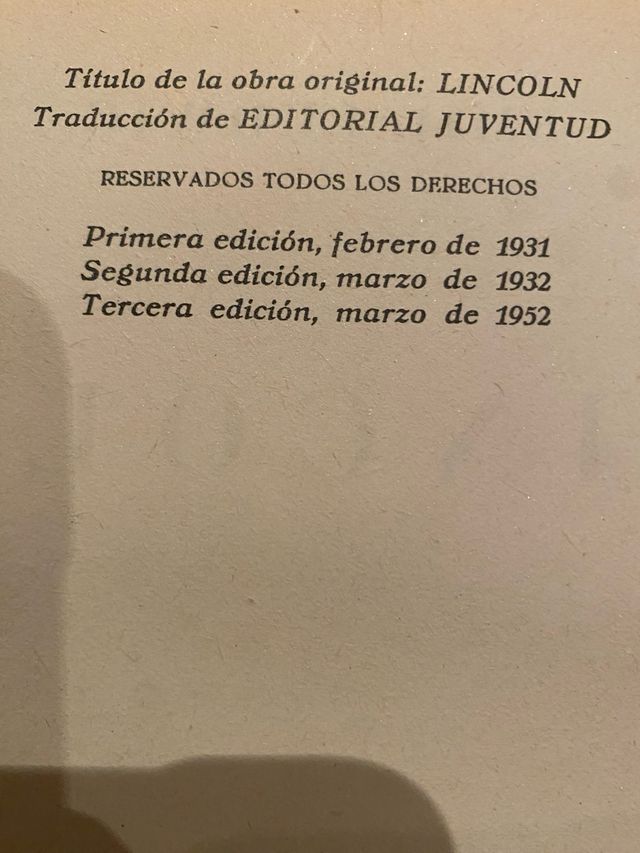 Título de la obra original: LINCOLN
Traducción de EDITORIAL JUVENTUD
RESERVADOS TODOS LOS DERECHOS
Primera edición, febrero de 1931
Segunda edición, marzo de 1932
Tercera edición, marzo de 1952